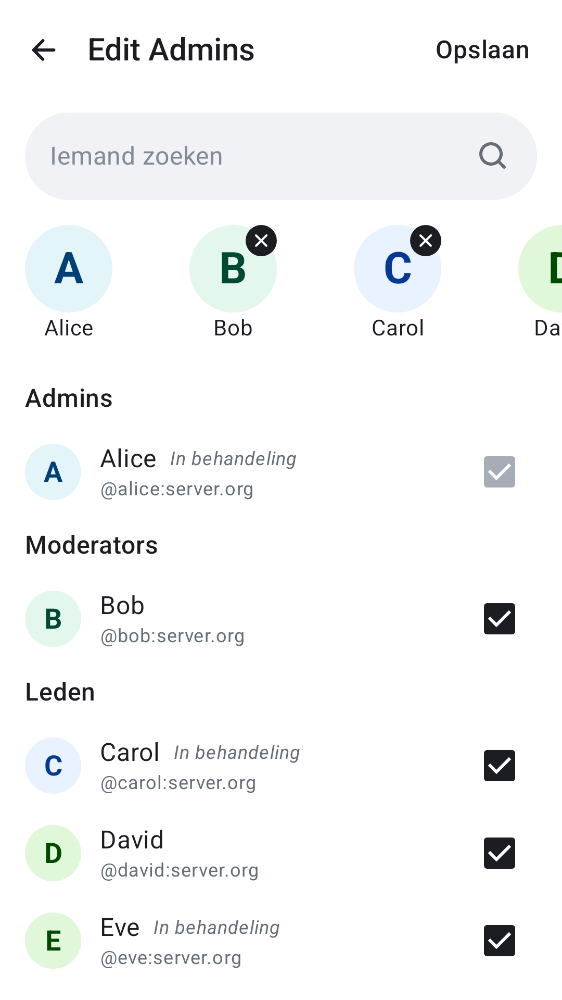 Edit Admins
Opslaan
Iemand zoeken
A
B
C
D
Alice
Bob
Carol
Da
Admins
A
Alice In behandeling
@alice:server.org
Moderators
B
Bob
@bob:server.org
Leden
C
Carol In behandeling
@carol:server.org
D
David
@david:server.org
E
Eve In behandeling
@eve:server.org